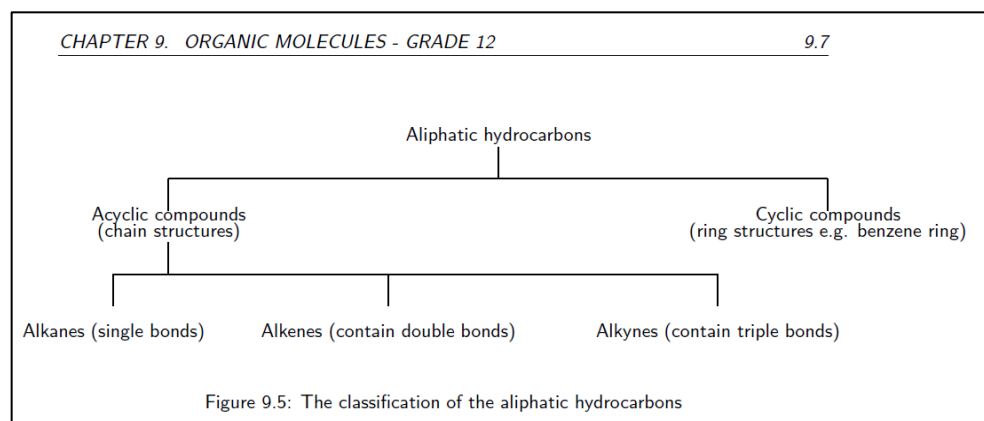 CHAPTER 9. ORGANIC MOLECULES - GRADE 12 9.7
Aliphatic hydrocarbons
Acyclic compounds
(chain structures)
Cyclic compounds
(ring structures e.g. benzene ring)
Alkanes (single bonds)
Alkenes (contain double bonds)
Alkynes (contain triple bonds)
Figure 9.5: The classification of the aliphatic hydrocarbons